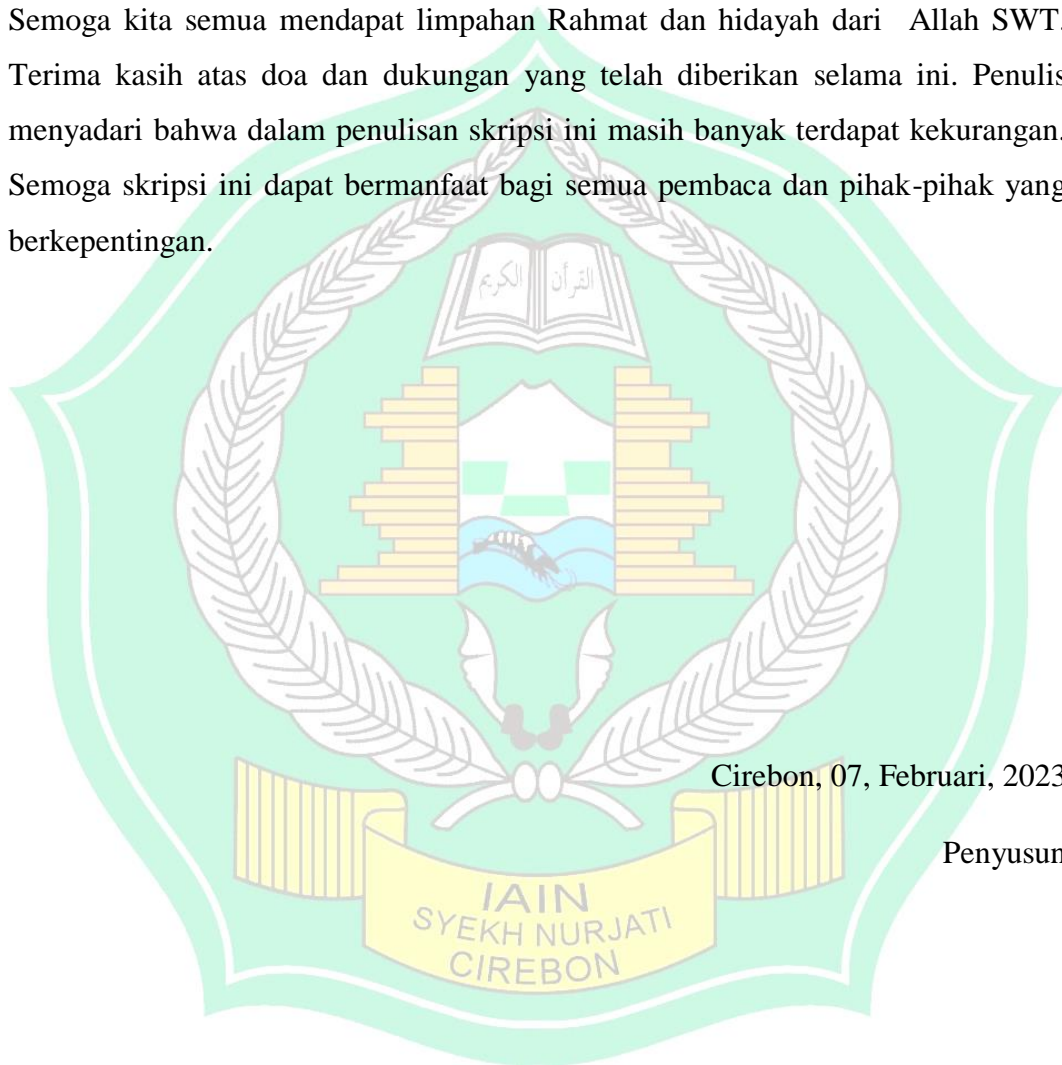 Semoga kita semua mendapat limpahan Rahmat dan hidayah dari Allah SWT.
Terima kasih atas doa dan dukungan yang telah diberikan selama ini. Penulis
menyadari bahwa dalam penulisan skripsi ini masih banyak terdapat kekurangan.
Semoga skripsi ini dapat bermanfaat bagi semua pembaca dan pihak-pihak yang
berkepentingan.
القرأن الكريم
Cirebon, 07, Februari, 2023
Penyusun
IAIN
SYEKH NURJATI
CIREBON